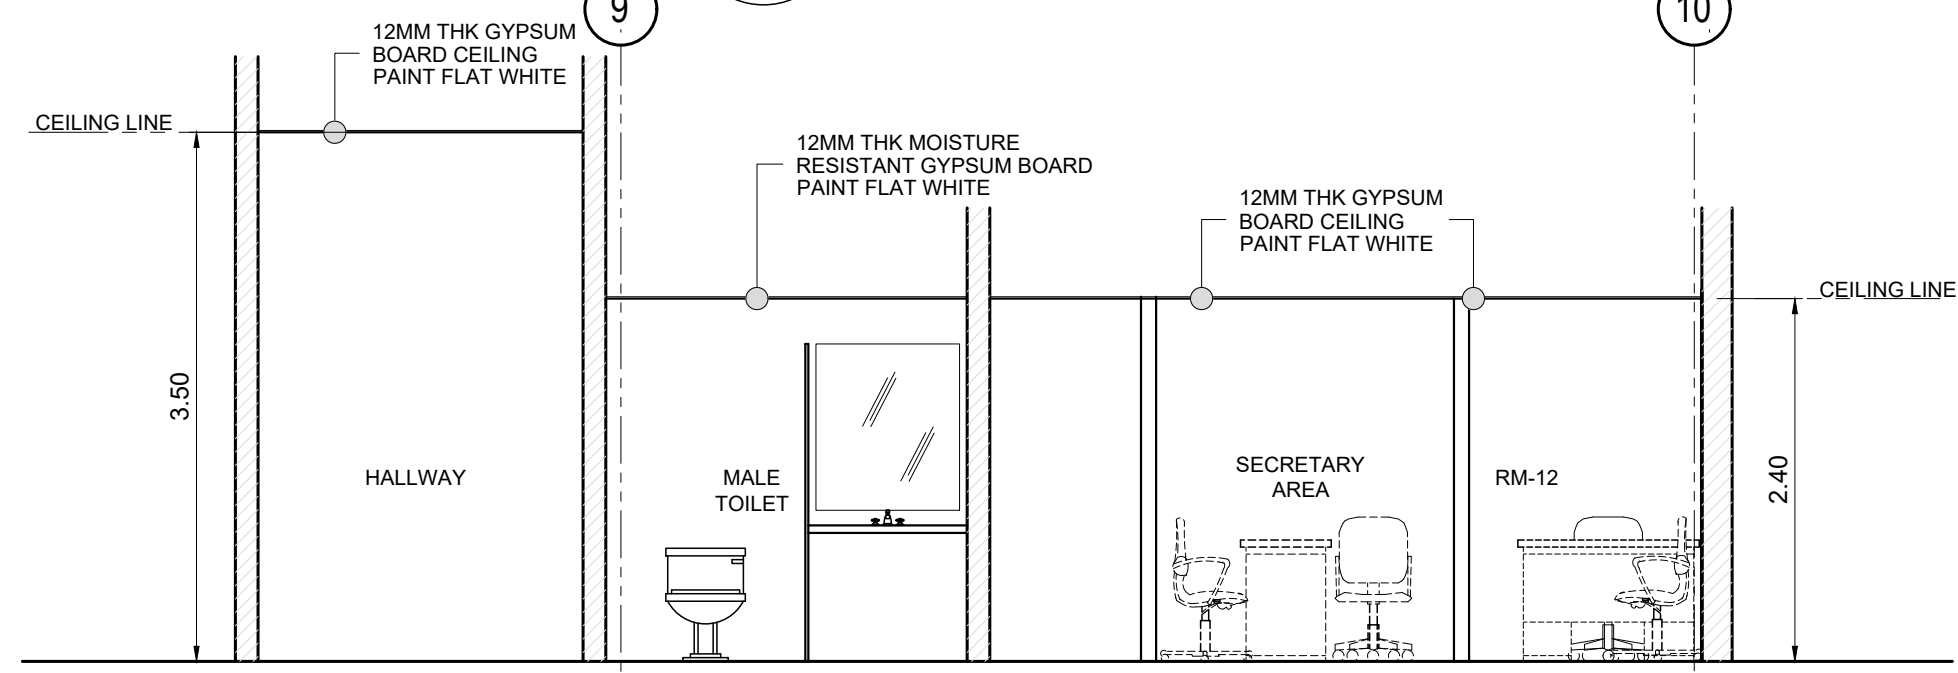 9
10
12MM THK GYPSUM
BOARD CEILING
PAINT FLAT WHITE
CEILING LINE
12MM THK MOISTURE
RESISTANT GYPSUM BOARD
PAINT FLAT WHITE
12MM THK GYPSUM
BOARD CEILING
PAINT FLAT WHITE
CEILING LINE
3.50
HALLWAY
MALE
TOILET
SECRETARY
AREA
RM-12
2.40